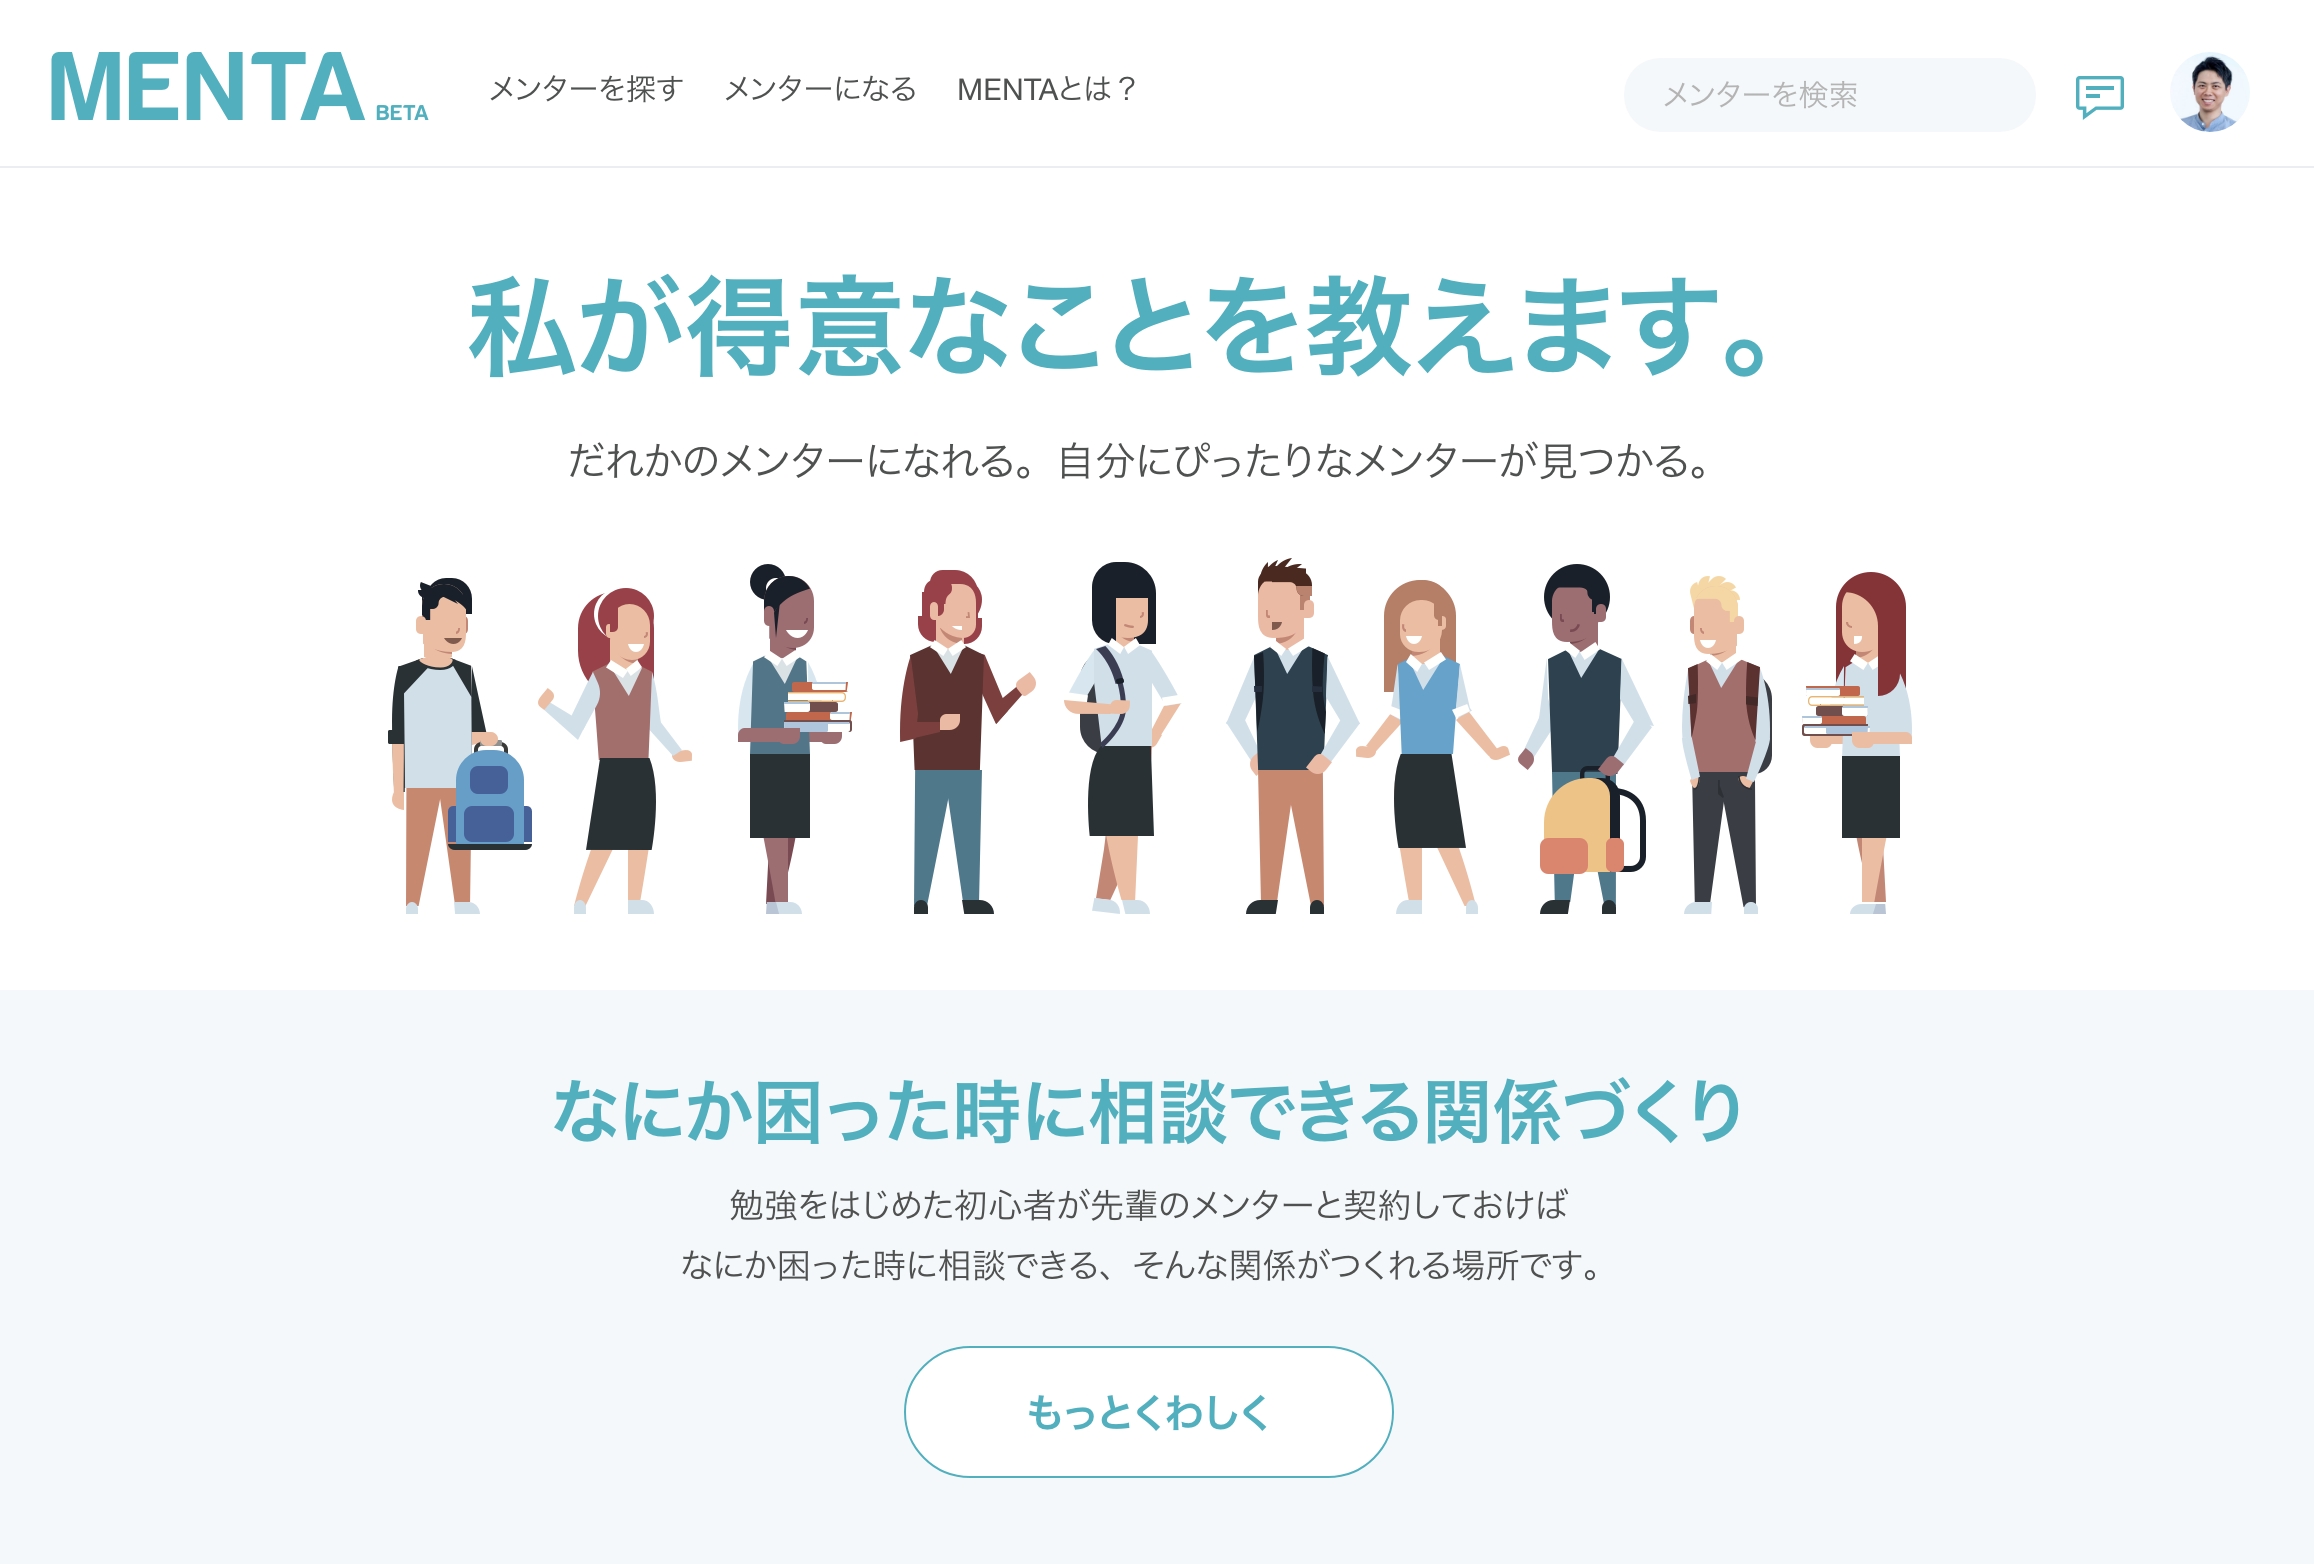 MENTA BETA
メンターを探す メンターになる MENTAとは？
メンターを検索
私が得意なことを教えます。
だれかのメンターになれる。自分にぴったりなメンターが見つかる。
なにか困った時に相談できる関係づくり
勉強をはじめた初心者が先輩のメンターと契約しておけば
なにか困った時に相談できる、そんな関係がつくれる場所です。
もっとくわしく